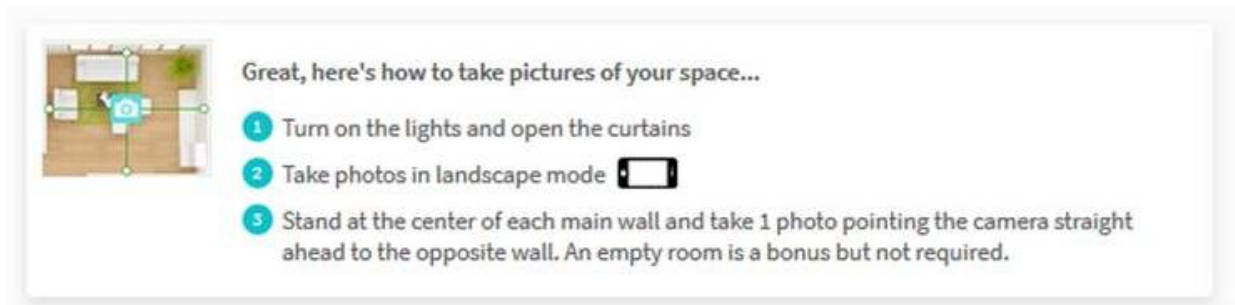 Great, here's how to take pictures of your space...
1 Turn on the lights and open the curtains
2 Take photos in landscape mode
3 Stand at the center of each main wall and take 1 photo pointing the camera straight
ahead to the opposite wall. An empty room is a bonus but not required.